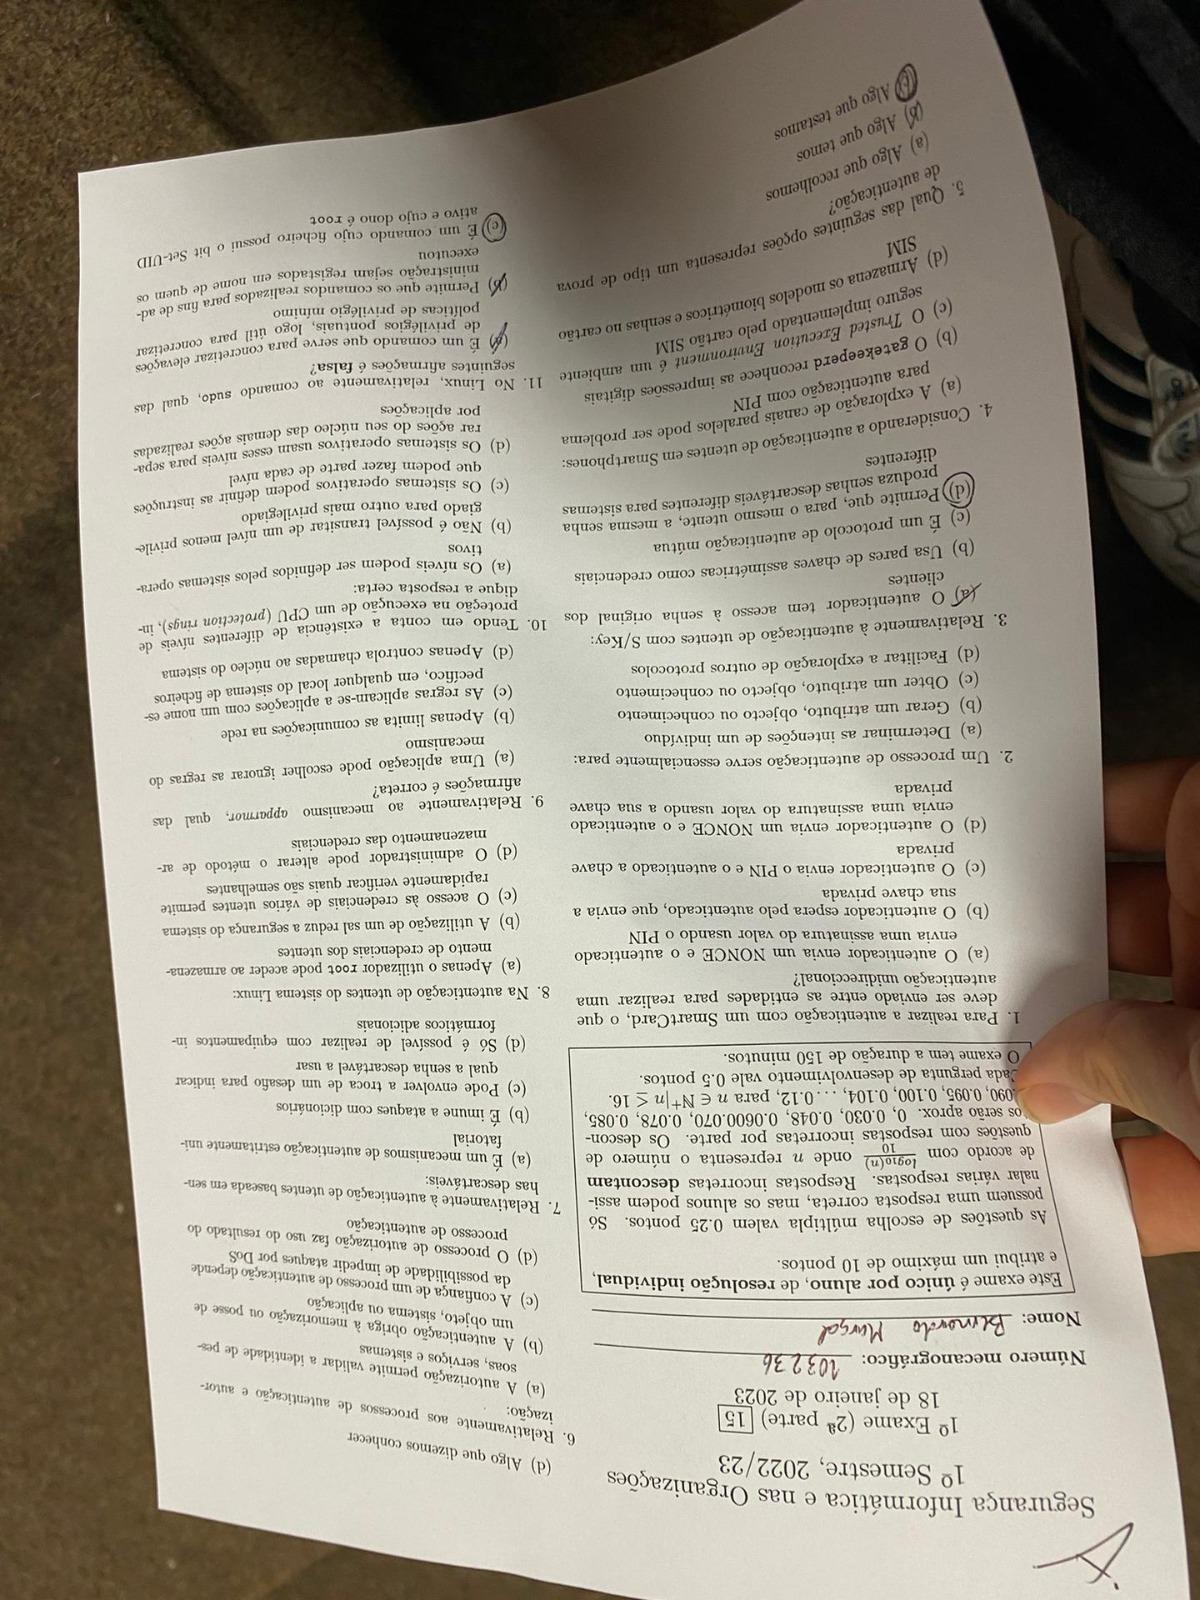 Segurança Informática e nas Organizações
1º Semestre, 2022/23
1º Exame (2ª parte) 15
18 de janeiro de 2023
Número mecanográfico: 103236
Nome: Bernardo Marçal
Este exame é único por aluno, de resolução individual,
e atribui um máximo de 10 pontos.
As questões de escolha múltipla valem 0.25 pontos. Só
possuem uma resposta correta, mas os alunos podem assi-
nalar várias respostas. Respostas incorretas descontam
de acordo com log10(n)/10 onde n representa o número de
questões com respostas incorretas por parte. Os descon-
tos serão aprox. 0, 0.030, 0.048, 0.0600.070, 0.078, 0.085,
0.090, 0.095, 0.100, 0.104, ...0.12, para n ∈ N⁺|n ≤ 16.
Cada pergunta de desenvolvimento vale 0.5 pontos.
O exame tem a duração de 150 minutos.
1. Para realizar a autenticação com um SmartCard, o que
deve ser enviado entre as entidades para realizar uma
autenticação unidireccional?
(a) O autenticador envia um NONCE e o autenticado
envia uma assinatura do valor usando o PIN
(b) O autenticador espera pelo autenticado, que envia a
sua chave privada
(c) O autenticador envia o PIN e o autenticado a chave
privada
(d) O autenticador envia um NONCE e o autenticado
envia uma assinatura do valor usando a sua chave
privada
2. Um processo de autenticação serve essencialmente para:
(a) Determinar as intenções de um indivíduo
(b) Gerar um atributo, objecto ou conhecimento
(c) Obter um atributo, objecto ou conhecimento
(d) Facilitar a exploração de outros protocolos
3. Relativamente à autenticação de utentes com S/Key:
(a) O autenticador tem acesso à senha original dos
clientes
(b) Usa pares de chaves assimétricas como credenciais
(c) É um protocolo de autenticação mútua
(d) Permite que, para o mesmo utente, a mesma senha
produza senhas descartáveis diferentes para sistemas
diferentes
4. Considerando a autenticação de utentes em Smartphones:
(a) A exploração de canais paralelos pode ser problema
para autenticação com PIN
(b) O gatekeeperd reconhece as impressões digitais
(c) O Trusted Execution Environment é um ambiente
seguro implementado pelo cartão SIM
(d) Armazena os modelos biométricos e senhas no cartão
SIM
5. Qual das seguintes opções representa um tipo de prova
de autenticação?
(a) Algo que recolhemos
(b) Algo que temos
(c) Algo que testamos
(d) Algo que dizemos conhecer
6. Relativamente aos processos de autenticação e autor-
ização:
(a) A autorização permite validar a identidade de pes-
soas, serviços e sistemas
(b) A autenticação obriga à memorização ou posse de
um objeto, sistema ou aplicação
(c) A confiança de um processo de autenticação depende
da possibilidade de impedir ataques por DoS
(d) O processo de autorização faz uso do resultado do
processo de autenticação
7. Relativamente à autenticação de utentes baseada em sen-
has descartáveis:
(a) É um mecanismos de autenticação estritamente uni-
fatorial
(b) É imune a ataques com dicionários
(c) Pode envolver a troca de um desafio para indicar
qual a senha descartável a usar
(d) Só é possível de realizar com equipamentos in-
formáticos adicionais
8. Na autenticação de utentes do sistema Linux:
(a) Apenas o utilizador root pode aceder ao armazena-
mento de credenciais dos utentes
(b) A utilização de um sal reduz a segurança do sistema
(c) O acesso às credenciais de vários utentes permite
rapidamente verificar quais são semelhantes
(d) O administrador pode alterar o método de ar-
mazenamento das credenciais
9. Relativamente ao mecanismo apparmor, qual das
afirmações é correta?
(a) Uma aplicação pode escolher ignorar as regras do
mecanismo
(b) Apenas limita as comunicações na rede
(c) As regras aplicam-se a aplicações com um nome es-
pecífico, em qualquer local do sistema de ficheiros
(d) Apenas controla chamadas ao núcleo do sistema
10. Tendo em conta a existência de diferentes níveis de
proteção na execução de um CPU (protection rings), in-
dique a resposta certa:
(a) Os níveis podem ser definidos pelos sistemas opera-
tivos
(b) Não é possível transitar de um nível menos privile-
giado para outro mais privilegiado
(c) Os sistemas operativos podem definir as instruções
que podem fazer parte de cada nível
(d) Os sistemas operativos usam esses níveis para sepa-
rar ações do seu núcleo das demais ações realizadas
por aplicações
11. No Linux, relativamente ao comando sudo, qual das
seguintes afirmações é falsa?
(a) É um comando que serve para concretizar elevações
de privilégios pontuais, logo útil para concretizar
políticas de privilégio mínimo
(b) Permite que os comandos realizados para fins de ad-
ministração sejam registados em nome de quem os
executou
(c) É um comando cujo ficheiro possui o bit Set-UID
ativo e cujo dono é root